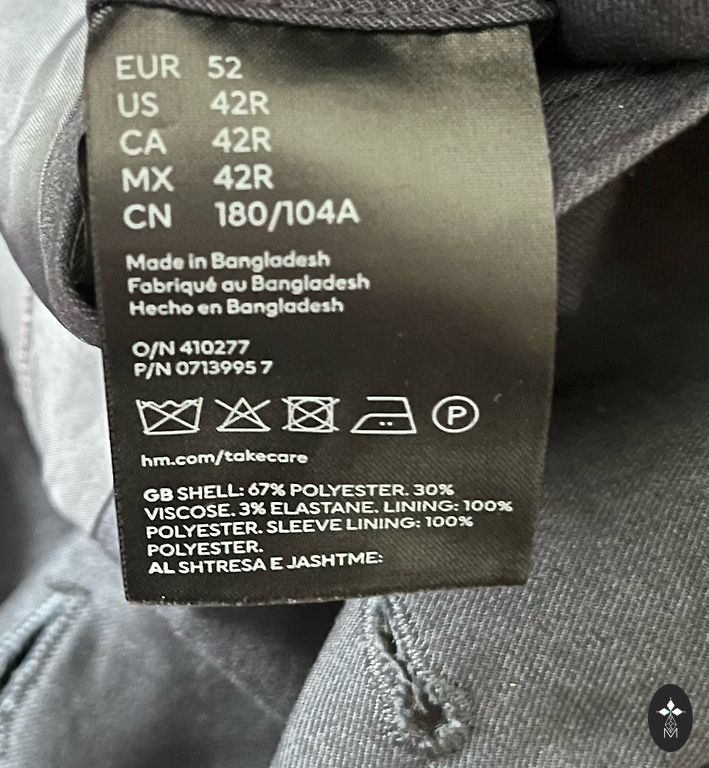 EUR 52
US 42R
CA 42R
MX 42R
CN 180/104A
Made in Bangladesh
Fabriqué au Bangladesh
Hecho en Bangladesh
O/N 410277
P/N 0713995 7
P
hm.com/takecare
GB SHELL: 67% POLYESTER. 30%
VISCOSE. 3% ELASTANE. LINING: 100%
POLYESTER. SLEEVE LINING: 100%
POLYESTER.
AL SHTRESA E JASHTME:
M